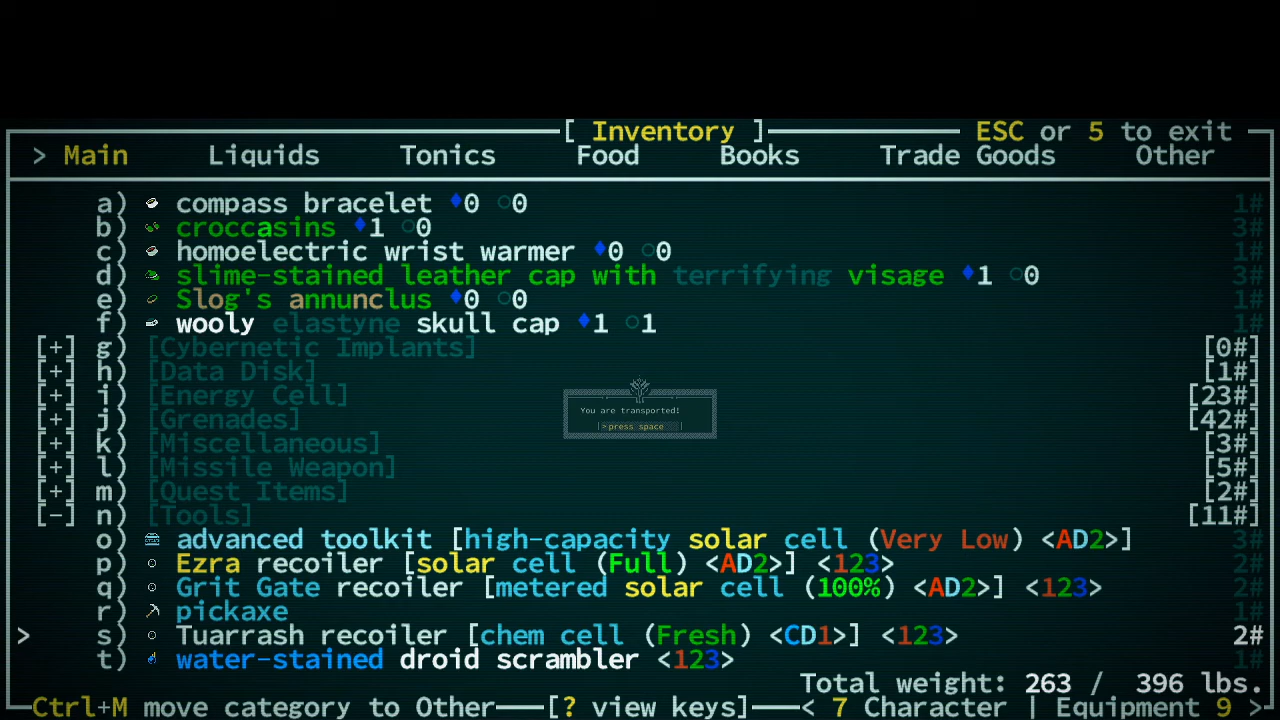 [ Inventory ] ESC or 5 to exit
> Main Liquids Tonics Food Books Trade Goods Other
a) compass bracelet ♦0 ○0 1#
b) croccasins ♦1 ○0 3#
c) homoelectric wrist warmer ♦0 ○0 1#
d) slime-stained leather cap with terrifying visage ♦1 ○0 3#
e) Slog's annunclus ♦0 ○0 1#
f) wooly elastyne skull cap ♦1 ○1 1#
[+] g) [Cybernetic Implants] [0#]
[+] h) [Data Disk] [1#]
[+] i) [Energy Cell] [23#]
[+] j) [Grenades] [42#]
[+] k) [Miscellaneous] [3#]
[+] l) [Missile Weapon] [5#]
[+] m) [Quest Items] [2#]
[-] n) [Tools] [11#]
You are transported!
>press space
o) advanced toolkit [high-capacity solar cell (Very Low) <AD2>] 3#
p) Ezra recoiler [solar cell (Full) <AD2>] <123> 2#
q) Grit Gate recoiler [metered solar cell (100%) <AD2>] <123> 2#
r) pickaxe 1#
> s) Tuarrash recoiler [chem cell (Fresh) <CD1>] <123> 2#
t) water-stained droid scrambler <123> 1#
Total weight: 263 / 396 lbs.
Ctrl+M move category to Other [? view keys] < 7 Character | Equipment 9 >